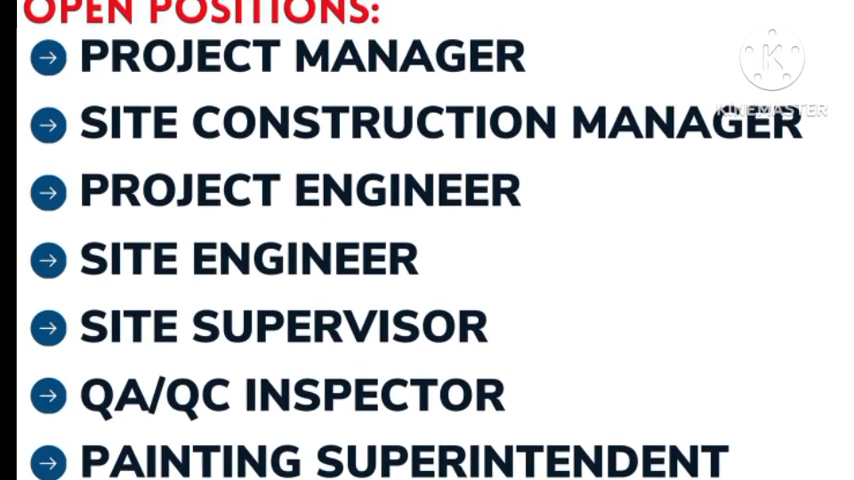 OPEN POSITIONS:
PROJECT MANAGER
SITE CONSTRUCTION MANAGER
PROJECT ENGINEER
SITE ENGINEER
SITE SUPERVISOR
QA/QC INSPECTOR
PAINTING SUPERINTENDENT
K
KINEMASTER